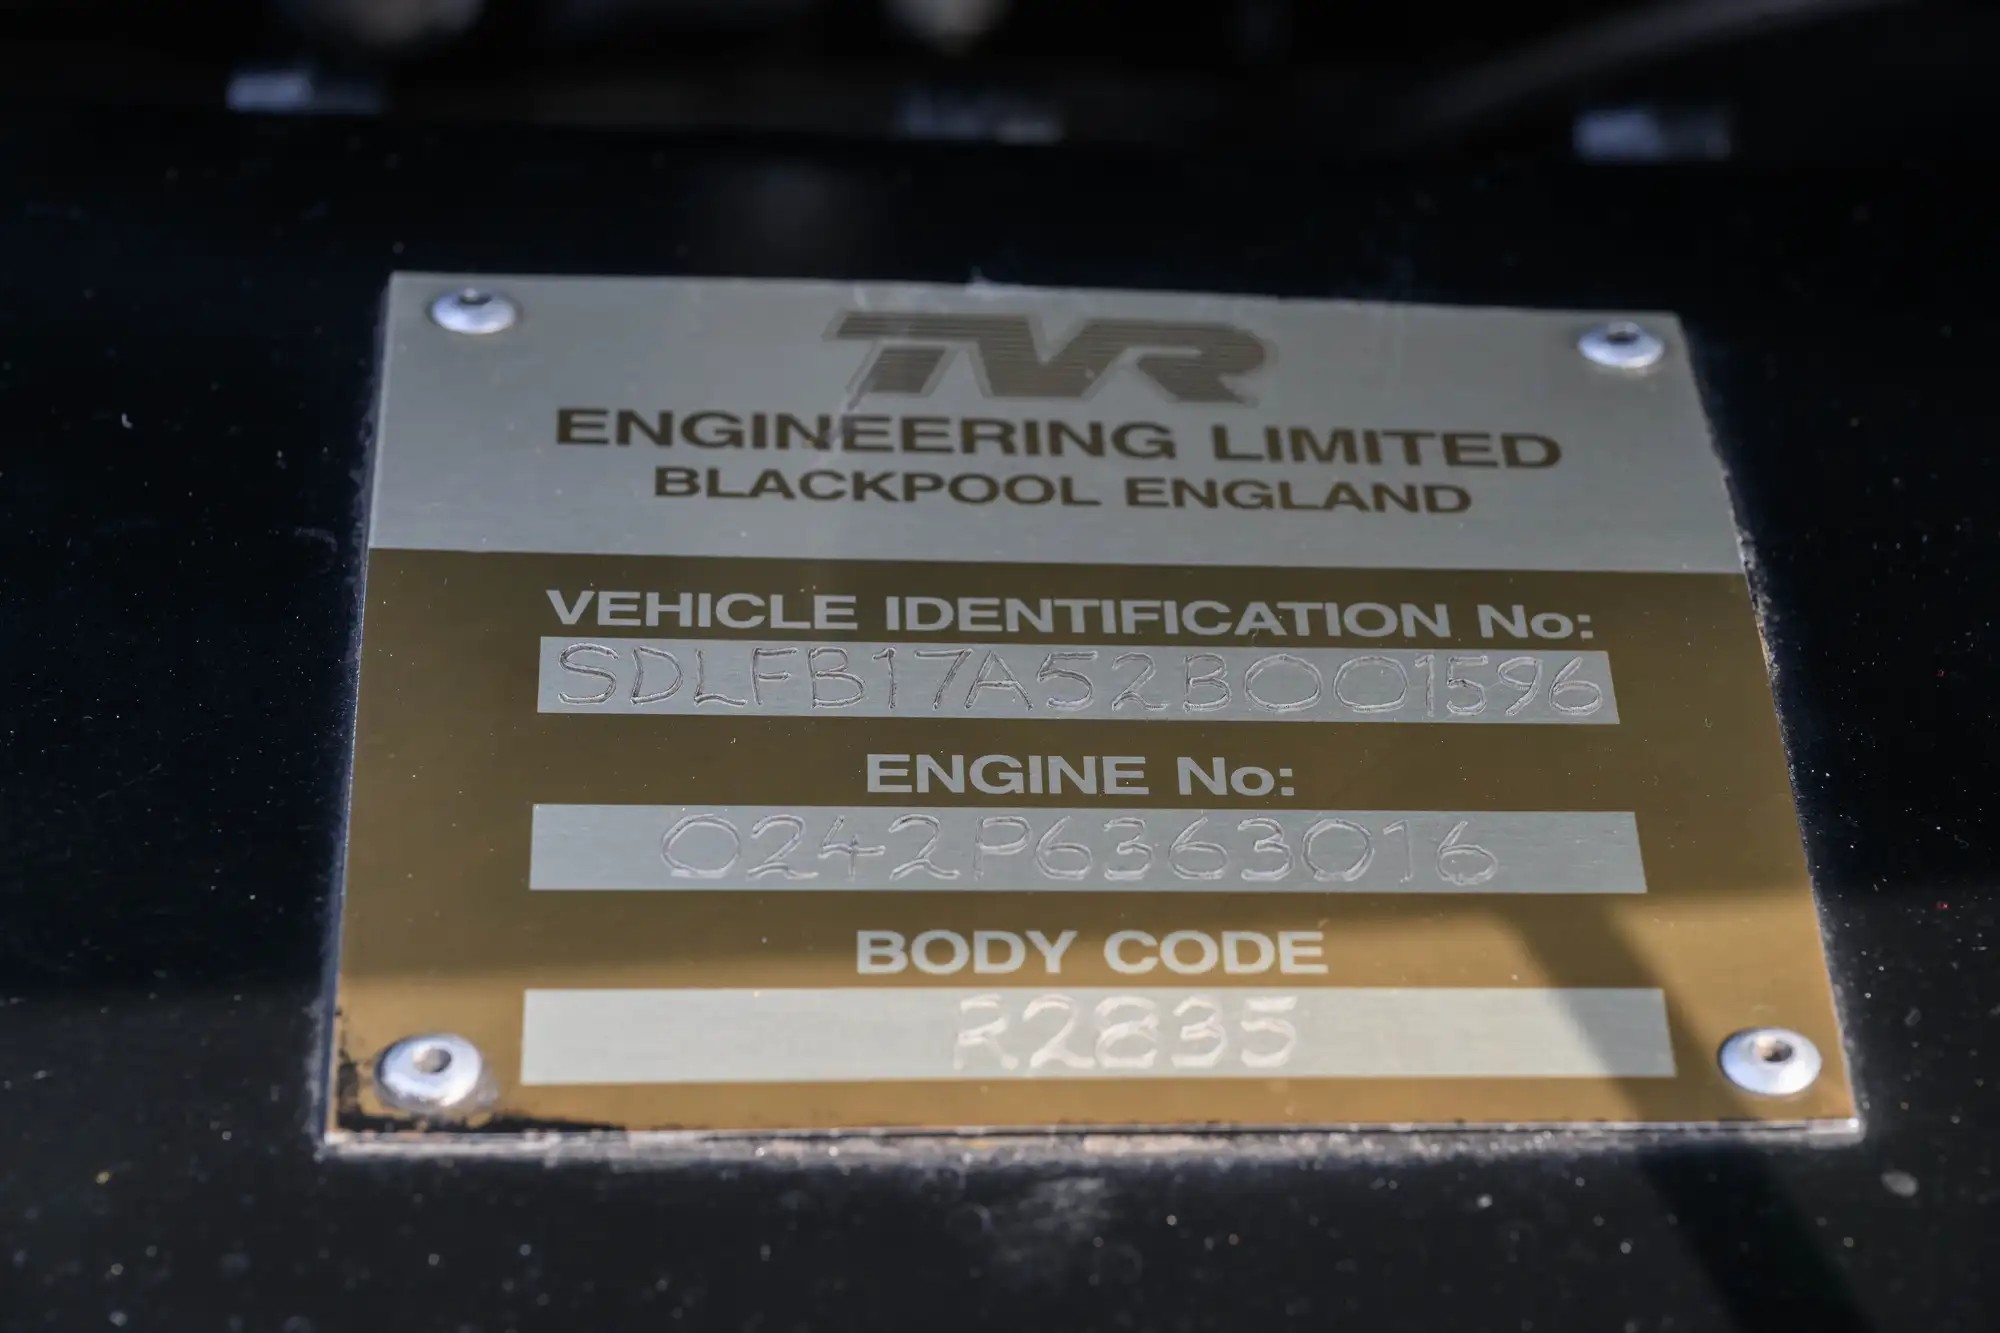 TVR
ENGINEERING LIMITED
BLACKPOOL ENGLAND
VEHICLE IDENTIFICATION No:
SDLFB17A52B001596
ENGINE No:
0242P6363016
BODY CODE
R2835